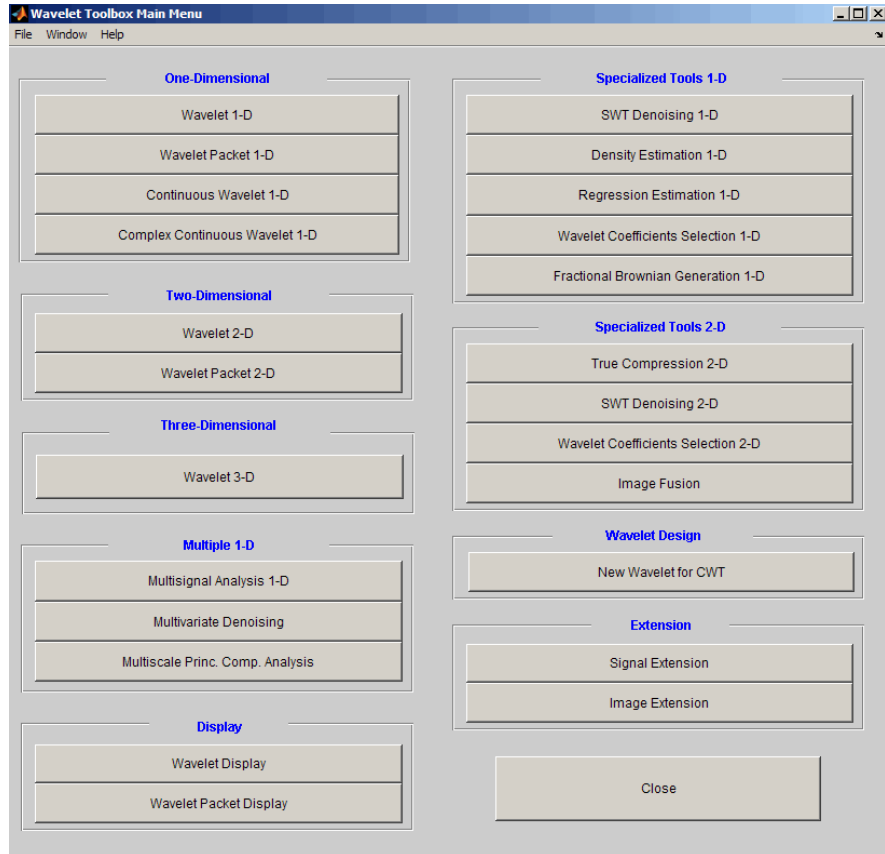 Wavelet Toolbox Main Menu
File Window Help
One-Dimensional
Wavelet 1-D
Wavelet Packet 1-D
Continuous Wavelet 1-D
Complex Continuous Wavelet 1-D
Two-Dimensional
Wavelet 2-D
Wavelet Packet 2-D
Three-Dimensional
Wavelet 3-D
Multiple 1-D
Multisignal Analysis 1-D
Multivariate Denoising
Multiscale Princ. Comp. Analysis
Display
Wavelet Display
Wavelet Packet Display
Specialized Tools 1-D
SWT Denoising 1-D
Density Estimation 1-D
Regression Estimation 1-D
Wavelet Coefficients Selection 1-D
Fractional Brownian Generation 1-D
Specialized Tools 2-D
True Compression 2-D
SWT Denoising 2-D
Wavelet Coefficients Selection 2-D
Image Fusion
Wavelet Design
New Wavelet for CWT
Extension
Signal Extension
Image Extension
Close